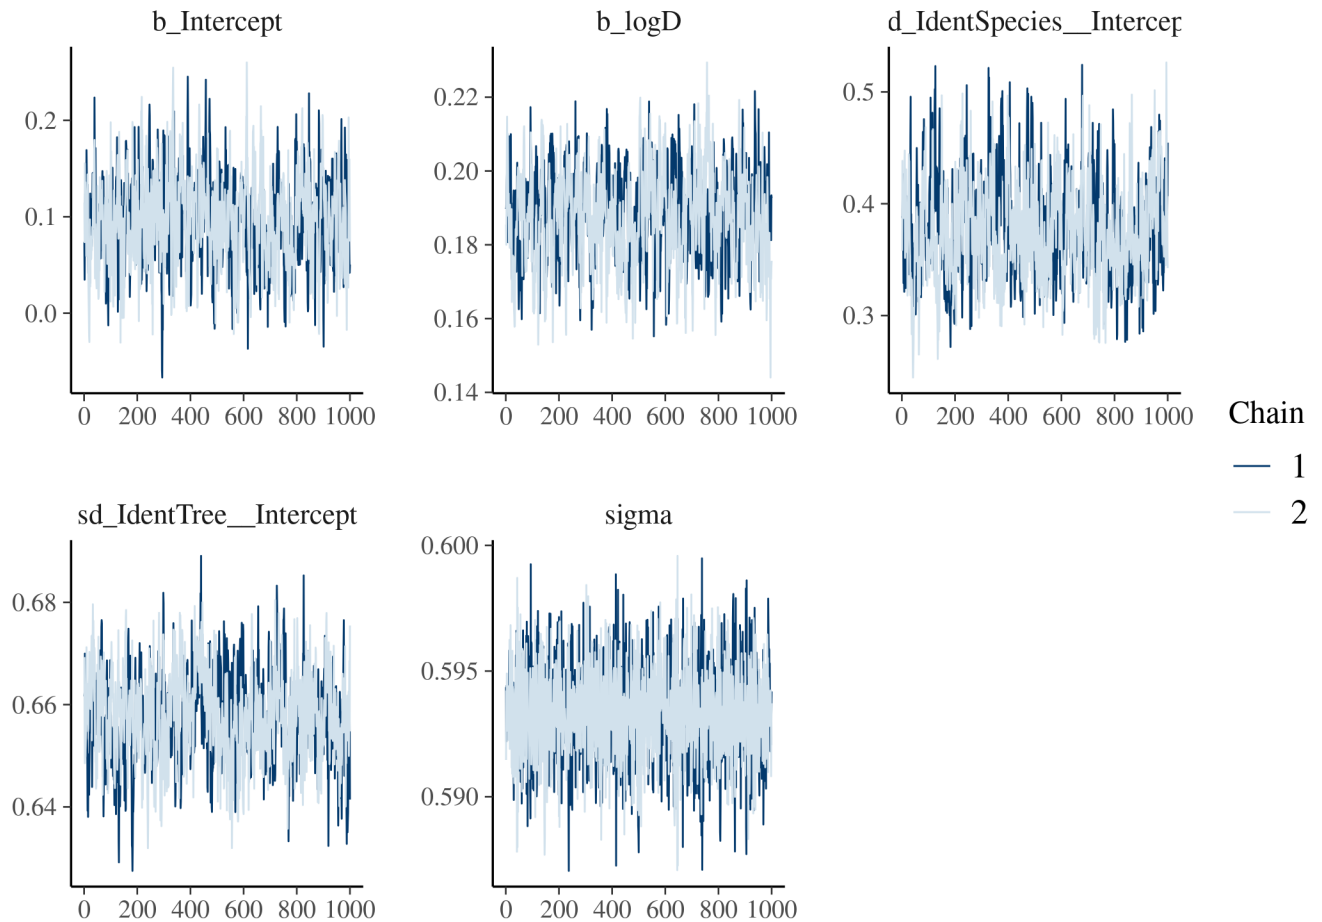 b_Intercept
b_logD
d_IdentSpecies__Intercep
0.2
0.1
0.0
0 200 400 600 800 1000
0.22
0.20
0.18
0.16
0.14
0 200 400 600 800 1000
0.5
0.4
0.3
0 200 400 600 800 1000
Chain
1
2
sd_IdentTree__Intercept
sigma
0.68
0.66
0.64
0 200 400 600 800 1000
0.600
0.595
0.590
0 200 400 600 800 1000